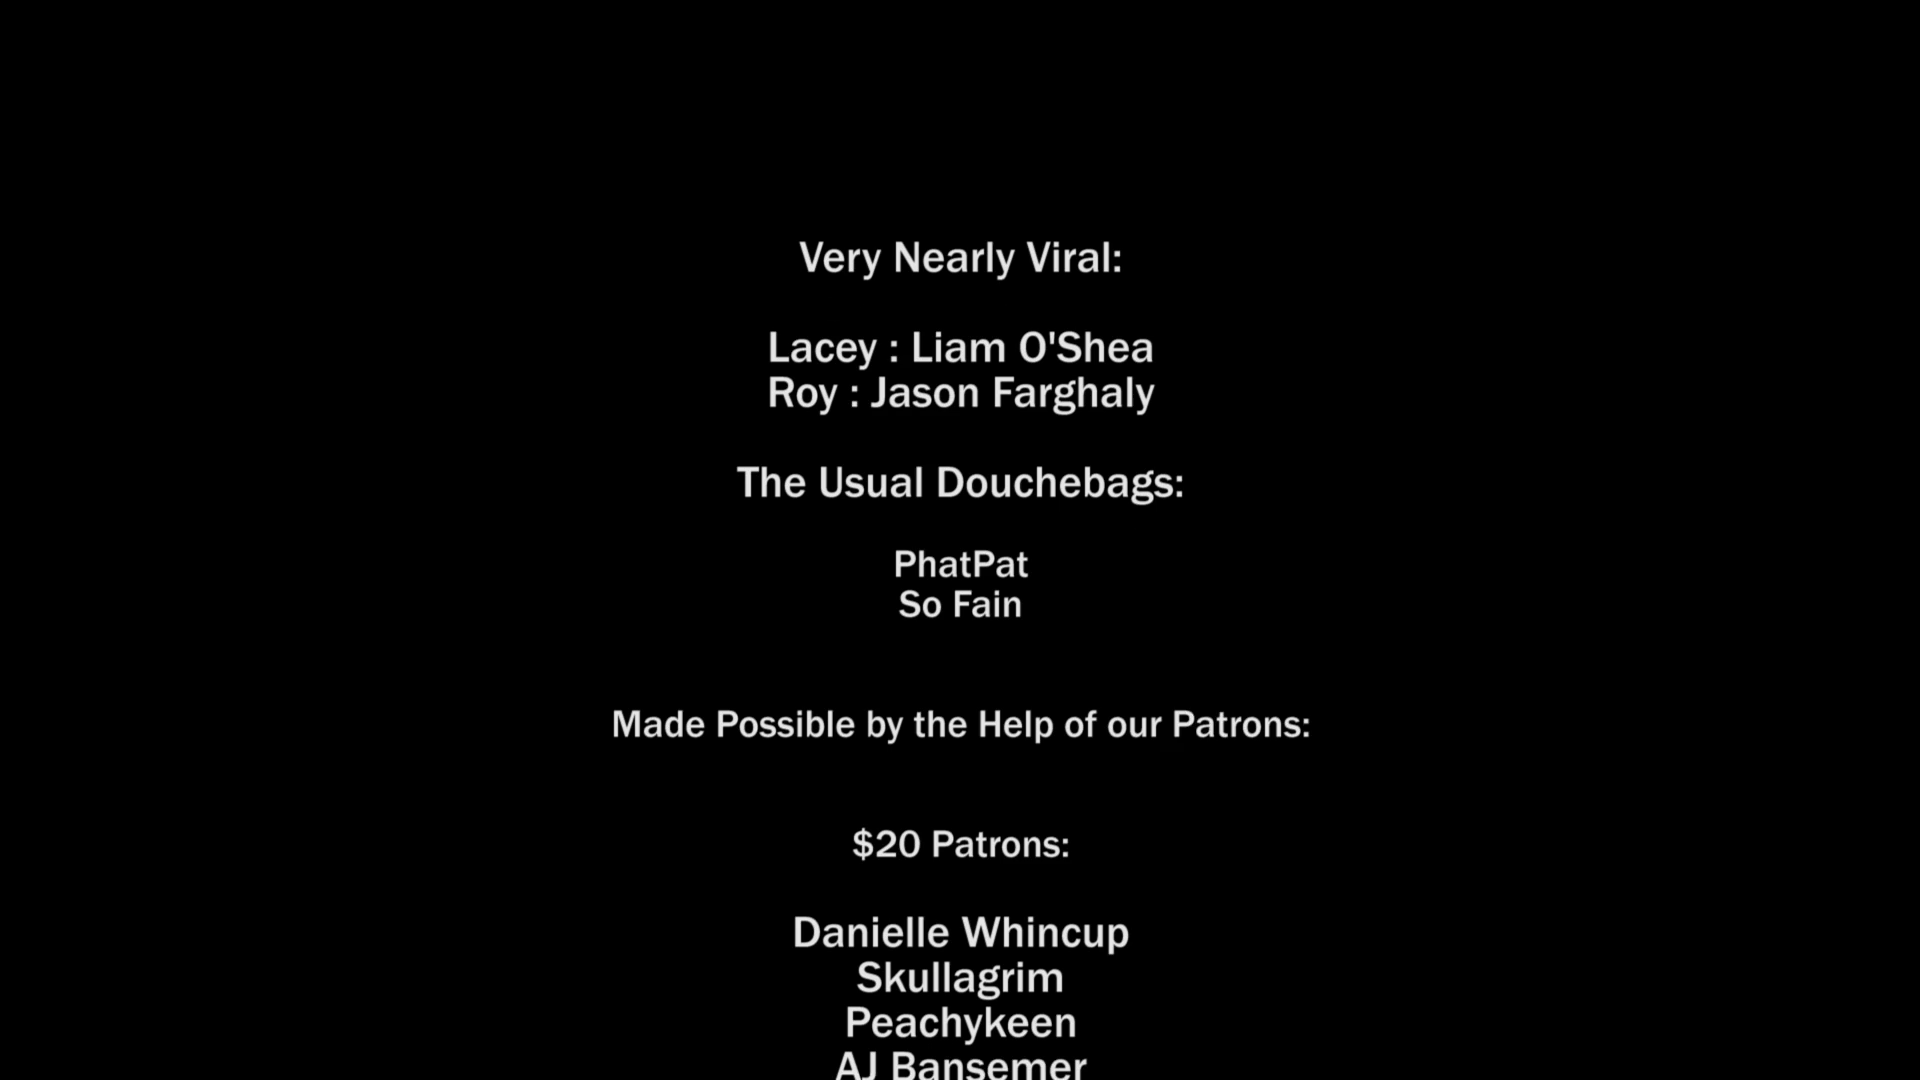 Very Nearly Viral:
Lacey : Liam O'Shea
Roy : Jason Farghaly
The Usual Douchebags:
PhatPat
So Fain
Made Possible by the Help of our Patrons:
$20 Patrons:
Danielle Whincup
Skullagrim
Peachykeen
AJ Bansemer